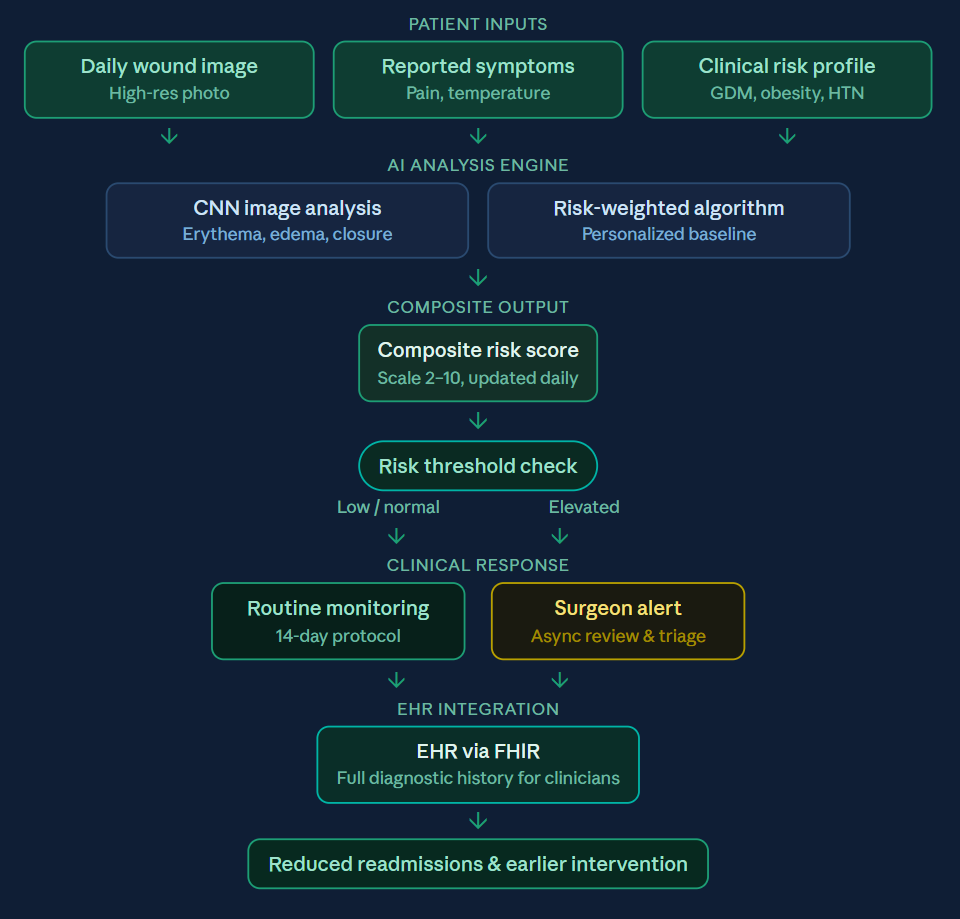 PATIENT INPUTS
Daily wound image
High-res photo
Reported symptoms
Pain, temperature
Clinical risk profile
GDM, obesity, HTN
AI ANALYSIS ENGINE
CNN image analysis
Erythema, edema, closure
Risk-weighted algorithm
Personalized baseline
COMPOSITE OUTPUT
Composite risk score
Scale 2–10, updated daily
Risk threshold check
Low / normal
Elevated
CLINICAL RESPONSE
Routine monitoring
14-day protocol
Surgeon alert
Async review & triage
EHR INTEGRATION
EHR via FHIR
Full diagnostic history for clinicians
Reduced readmissions & earlier intervention